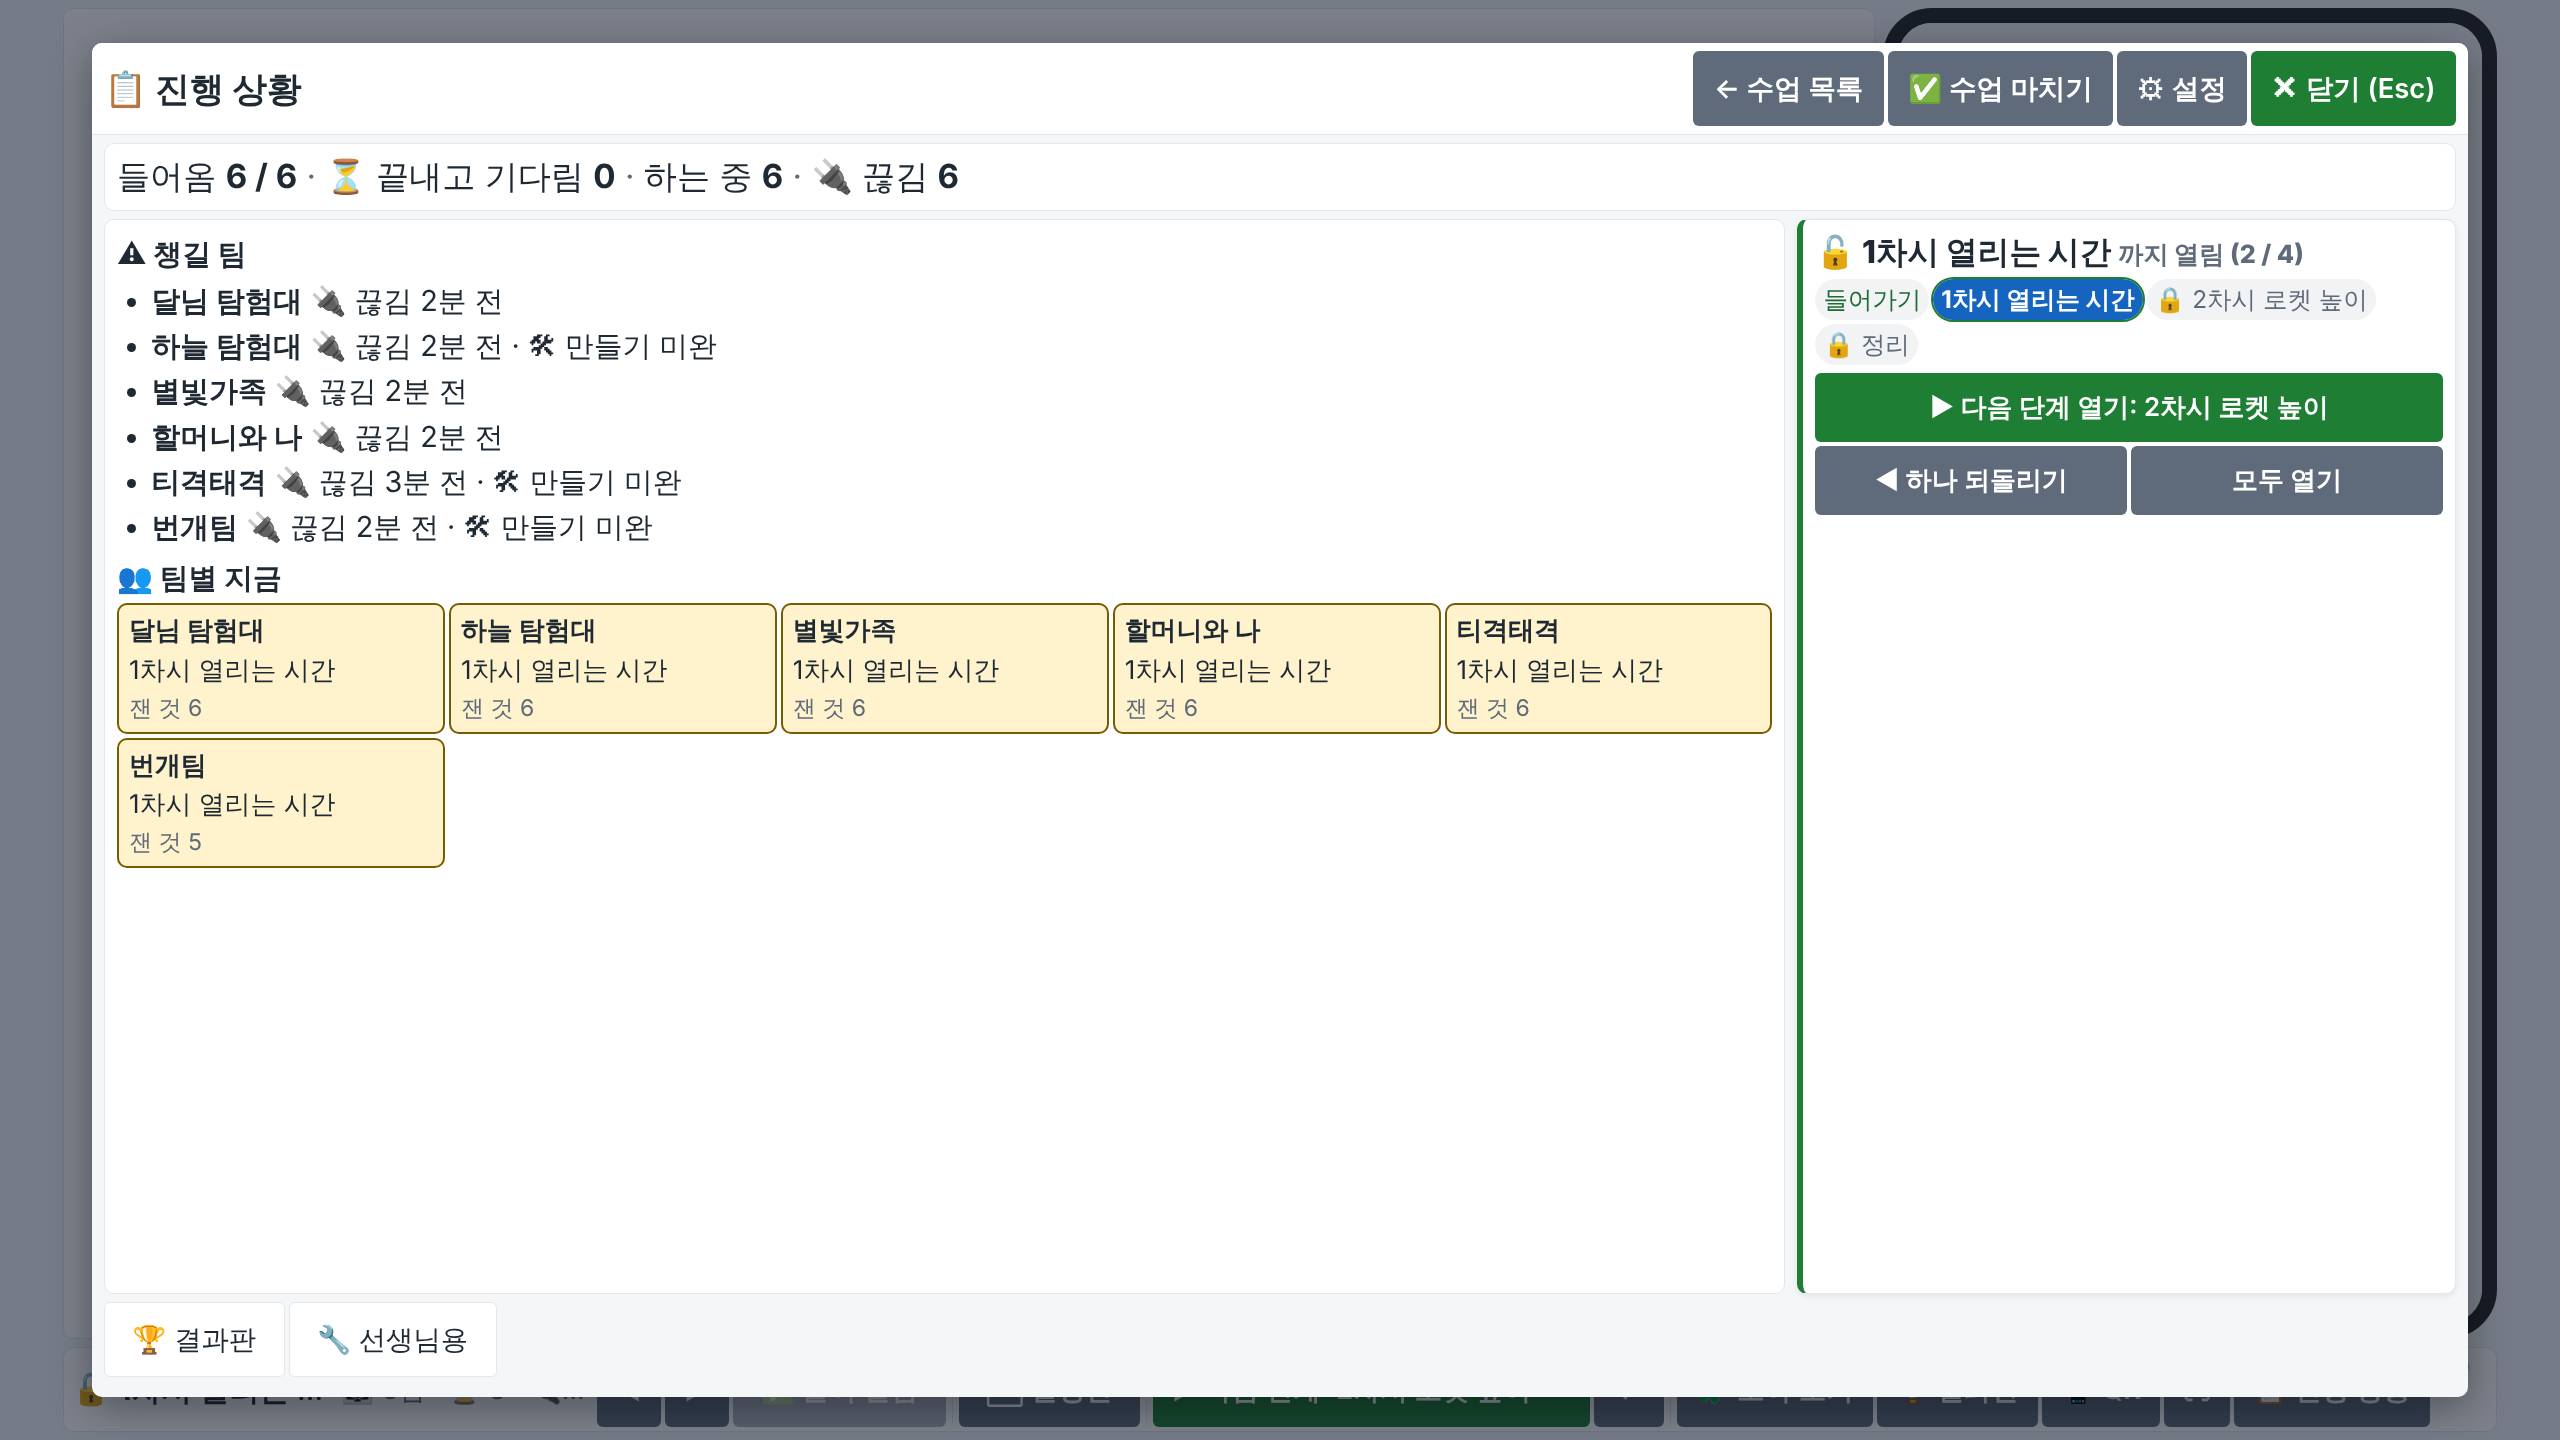 📋 진행 상황
← 수업 목록
✅ 수업 마치기
⚙ 설정
✖ 닫기 (Esc)
들어옴 6 / 6 · ⏳ 끝내고 기다림 0 · 하는 중 6 · 🔌 끊김 6
⚠ 챙길 팀
• 달님 탐험대 🔌 끊김 2분 전
• 하늘 탐험대 🔌 끊김 2분 전 · 🛠 만들기 미완
• 별빛가족 🔌 끊김 2분 전
• 할머니와 나 🔌 끊김 2분 전
• 티격태격 🔌 끊김 3분 전 · 🛠 만들기 미완
• 번개팀 🔌 끊김 2분 전 · 🛠 만들기 미완
👥 팀별 지금
달님 탐험대
1차시 열리는 시간
잰 것 6
하늘 탐험대
1차시 열리는 시간
잰 것 6
별빛가족
1차시 열리는 시간
잰 것 6
할머니와 나
1차시 열리는 시간
잰 것 6
티격태격
1차시 열리는 시간
잰 것 6
번개팀
1차시 열리는 시간
잰 것 5
🔓 1차시 열리는 시간 까지 열림 (2 / 4)
들어가기
1차시 열리는 시간
🔒 2차시 로켓 높이
🔒 정리
▶ 다음 단계 열기: 2차시 로켓 높이
◀ 하나 되돌리기
모두 열기
🏆 결과판
🔧 선생님용